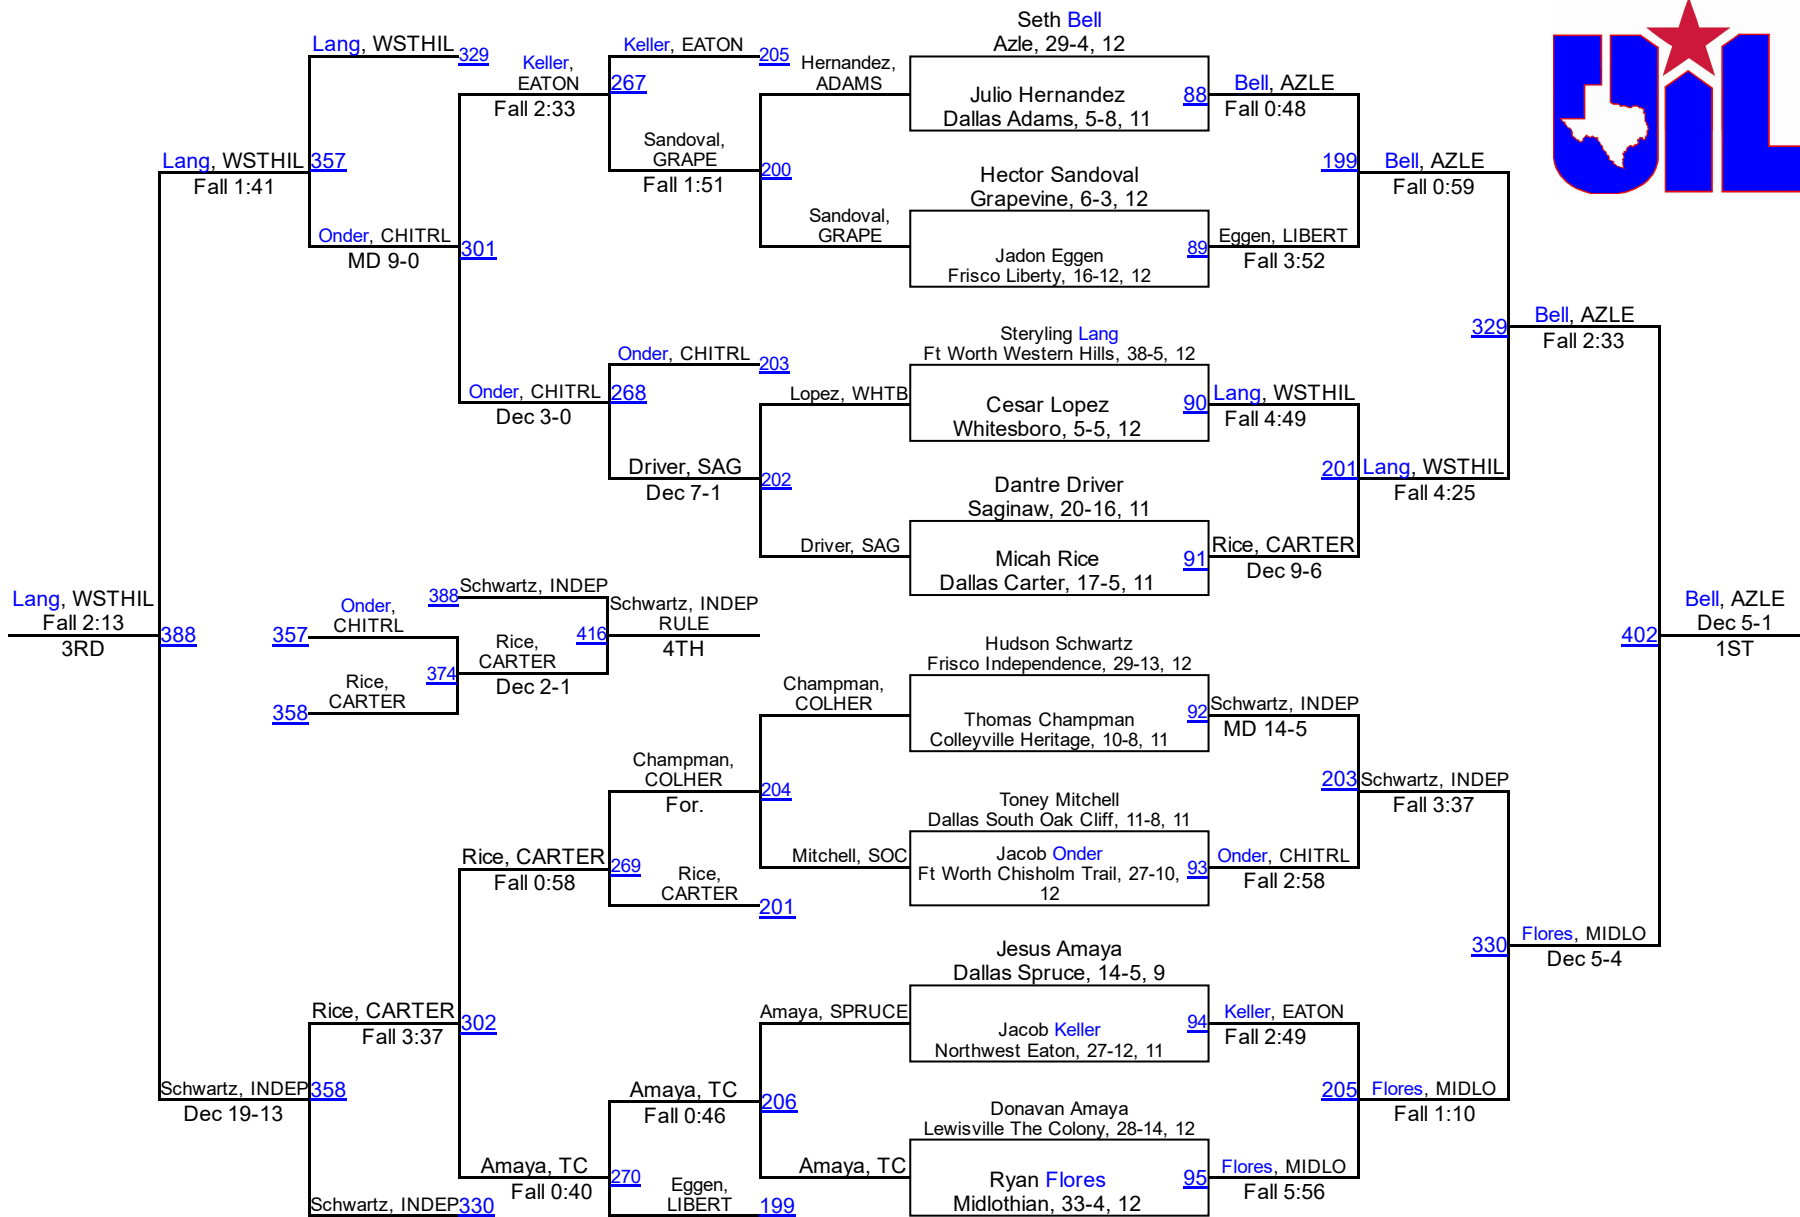 Seth Bell
Azle, 29-4, 12
Julio Hernandez
Dallas Adams, 5-8, 11
88
Hector Sandoval
Grapevine, 6-3, 12
Jadon Eggen
Frisco Liberty, 16-12, 12
89
Steryling Lang
Ft Worth Western Hills, 38-5, 12
Cesar Lopez
Whitesboro, 5-5, 12
90
Dantre Driver
Saginaw, 20-16, 11
Micah Rice
Dallas Carter, 17-5, 11
91
Hudson Schwartz
Frisco Independence, 29-13, 12
Thomas Champman
Colleyville Heritage, 10-8, 11
92
Toney Mitchell
Dallas South Oak Cliff, 11-8, 11
Jacob Onder
Ft Worth Chisholm Trail, 27-10,
12
93
Jesus Amaya
Dallas Spruce, 14-5, 9
Jacob Keller
Northwest Eaton, 27-12, 11
94
Donavan Amaya
Lewisville The Colony, 28-14, 12
Ryan Flores
Midlothian, 33-4, 12
95
Bell, AZLE
Fall 0:48
199
Eggen, LIBERT
Fall 3:52
Lang, WSTHIL
Fall 4:49
201
Rice, CARTER
Dec 9-6
Schwartz, INDEP
MD 14-5
203
Onder, CHITRL
Fall 2:58
Keller, EATON
Fall 2:49
205
Flores, MIDLO
Fall 5:56
Bell, AZLE
Fall 0:59
329
Lang, WSTHIL
Fall 4:25
Schwartz, INDEP
Fall 3:37
330
Flores, MIDLO
Fall 1:10
Bell, AZLE
Fall 2:33
402
Flores, MIDLO
Dec 5-4
Bell, AZLE
Dec 5-1
1ST
UIL
Hernandez,
ADAMS
200
Sandoval,
GRAPE
Lopez, WHTB
202
Driver, SAG
Champman,
COLHER
204
Mitchell, SOC
Amaya, SPRUCE
206
Amaya, TC
Keller, EATON
205
267
Sandoval,
GRAPE
Fall 1:51
Onder, CHITRL
203
268
Driver, SAG
Dec 7-1
Champman,
COLHER
For.
269
Rice,
CARTER
201
Amaya, TC
Fall 0:46
270
Eggen,
LIBERT
199
Keller,
EATON
Fall 2:33
301
Onder, CHITRL
Dec 3-0
Rice, CARTER
Fall 0:58
302
Amaya, TC
Fall 0:40
Lang, WSTHIL
329
357
Onder, CHITRL
MD 9-0
Rice, CARTER
Fall 3:37
358
Schwartz, INDEP
330
Lang, WSTHIL
Fall 1:41
388
Schwartz, INDEP
Dec 19-13
Lang, WSTHIL
Fall 2:13
3RD
Onder,
CHITRL
357
374
Rice,
CARTER
358
388
Schwartz, INDEP
416
Rice,
CARTER
Dec 2-1
Schwartz, INDEP
RULE
4TH